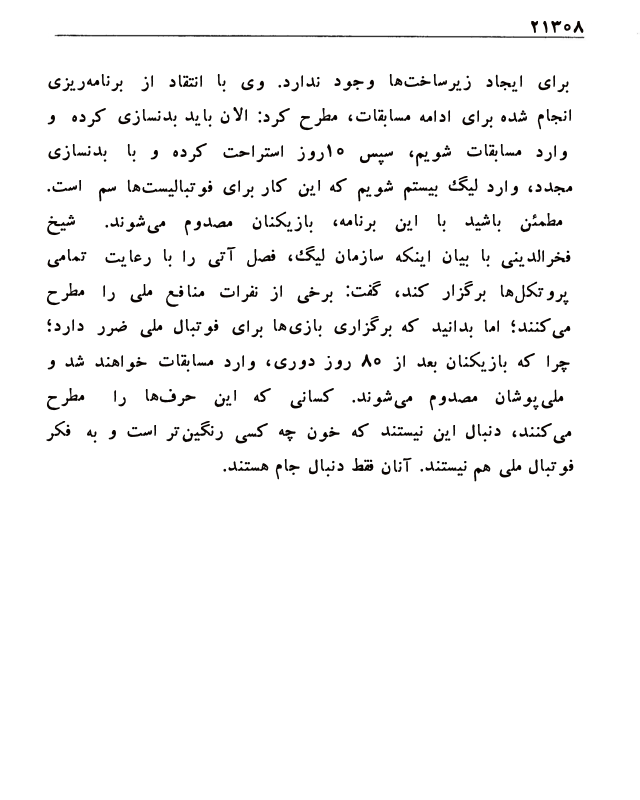 ۲۱۳۰۸
برای ایجاد زیرساخت‌ها وجود ندارد. وی با انتقاد از برنامه‌ریزی
انجام شده برای ادامه مسابقات، مطرح کرد: الان باید بدنسازی کرده و
وارد مسابقات شویم، سپس ۱۰روز استراحت کرده و با بدنسازی
مجدد، وارد لیگ بیستم شویم که این کار برای فوتبالیست‌ها سم است.
مطمئن باشید با این برنامه، بازیکنان مصدوم می‌شوند. شیخ
فخرالدینی با بیان اینکه سازمان لیگ، فصل آتی را با رعایت تمامی
پروتکل‌ها برگزار کند، گفت: برخی از نفرات منافع ملی را مطرح
می‌کنند؛ اما بدانید که برگزاری بازی‌ها برای فوتبال ملی ضرر دارد؛
چرا که بازیکنان بعد از ۸۰ روز دوری، وارد مسابقات خواهند شد و
ملی‌پوشان مصدوم می‌شوند. کسانی که این حرف‌ها را مطرح
می‌کنند، دنبال این نیستند که خون چه کسی رنگین‌تر است و به فکر
فوتبال ملی هم نیستند. آنان فقط دنبال جام هستند.